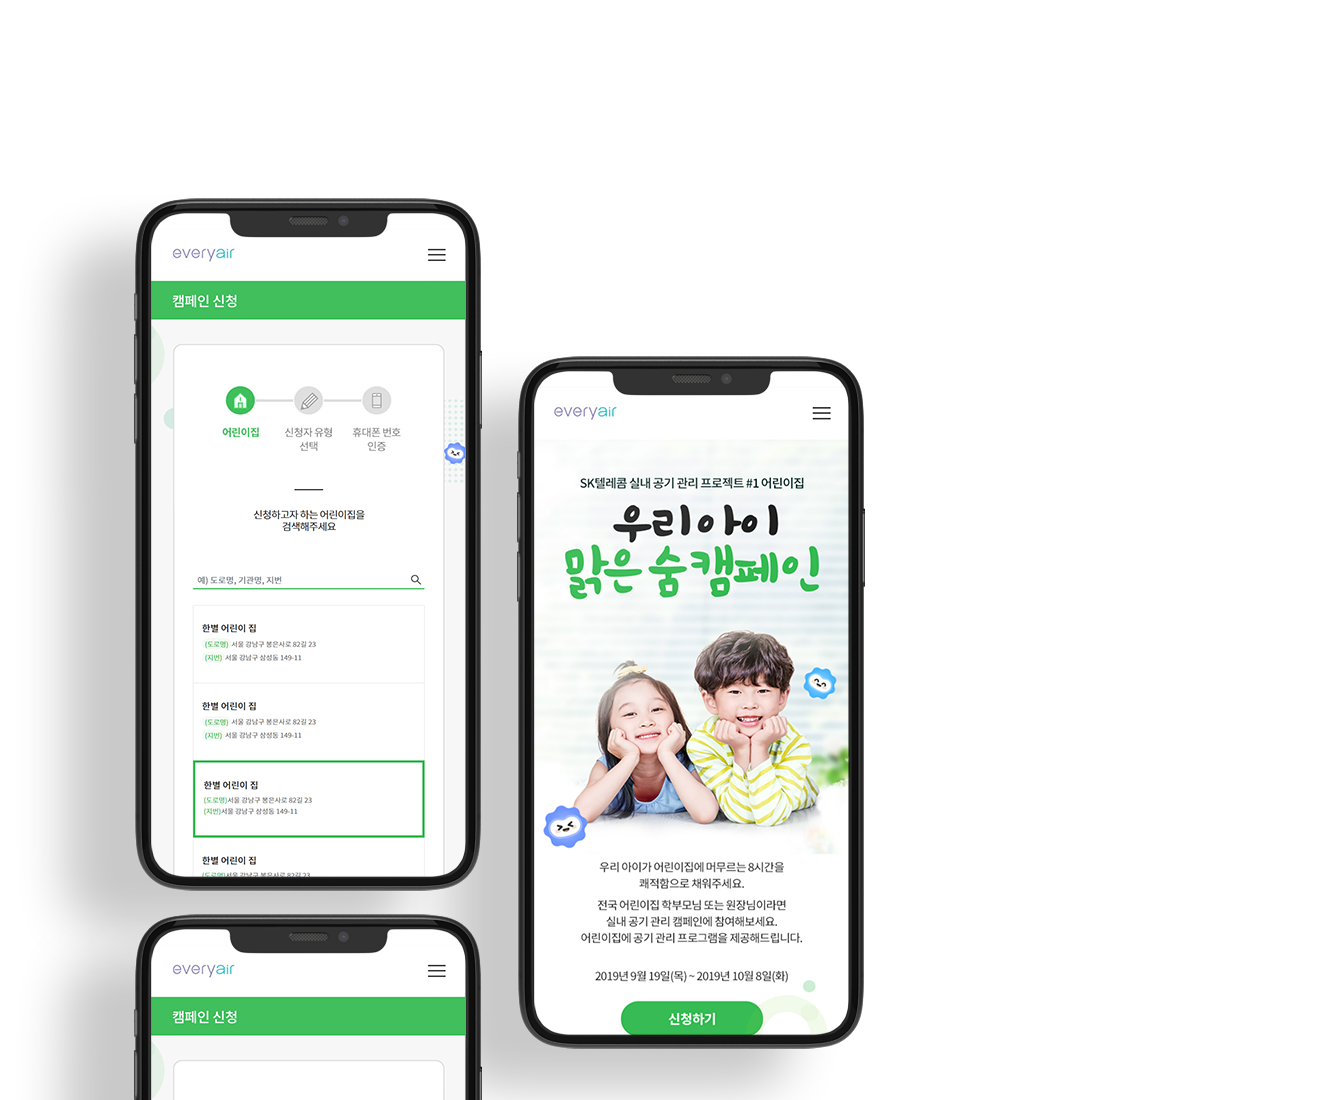 everyair
캠페인 신청
어린이집
신청자 유형
선택
휴대폰 번호
인증
신청하고자 하는 어린이집을
검색해주세요
예) 도로명, 기관명, 지번
한별 어린이 집
(도로명) 서울 강남구 봉은사로 82길 23
(지번) 서울 강남구 삼성동 149-11
한별 어린이 집
(도로명) 서울 강남구 봉은사로 82길 23
(지번) 서울 강남구 삼성동 149-11
한별 어린이 집
(도로명)서울 강남구 봉은사로 82길 23
(지번)서울 강남구 삼성동 149-11
한별 어린이 집
(도로명)서울 강남구 봉은사로 82길 23
everyair
캠페인 신청
everyair
SK텔레콤 실내 공기 관리 프로젝트 #1 어린이집
우리아이
맑은 숨 캠페인
우리 아이가 어린이집에 머무르는 8시간을
쾌적함으로 채워주세요.
전국 어린이집 학부모님 또는 원장님이라면
실내 공기 관리 캠페인에 참여해보세요.
어린이집에 공기 관리 프로그램을 제공해드립니다.
2019년 9월 19일(목) ~ 2019년 10월 8일(화)
신청하기